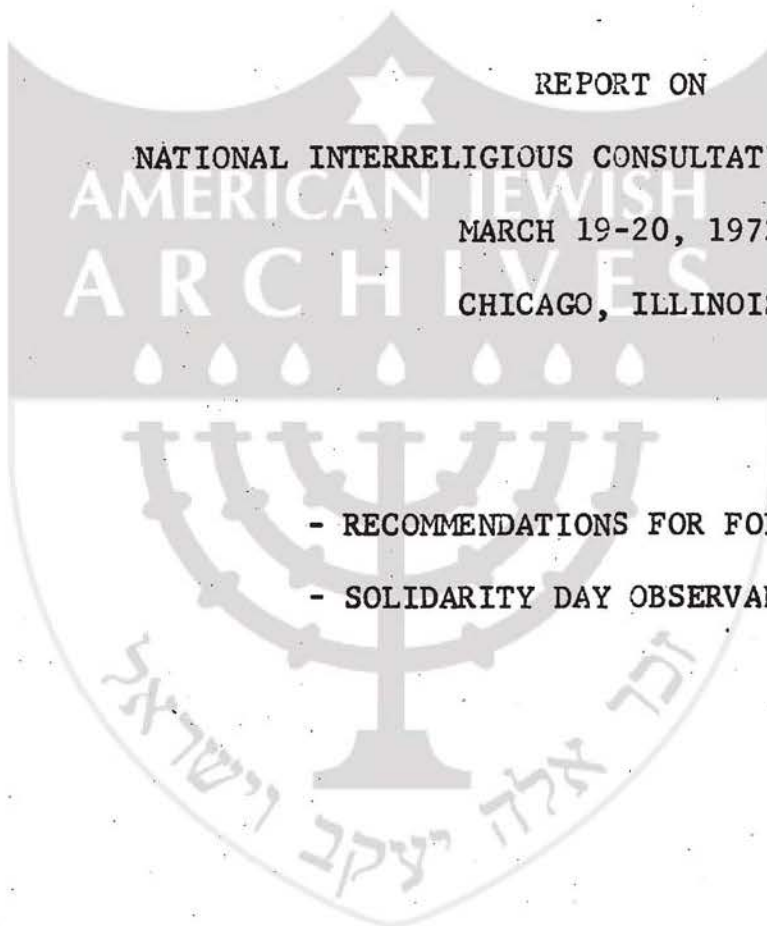 REPORT ON
NATIONAL INTERRELIGIOUS CONSULTAT
AMERICAN JEWISH
MARCH 19-20, 197
ARCHIVES
CHICAGO, ILLINOIS
- RECOMMENDATIONS FOR FO
- SOLIDARITY DAY OBSERVA
זכר אלה יעקב וישראל